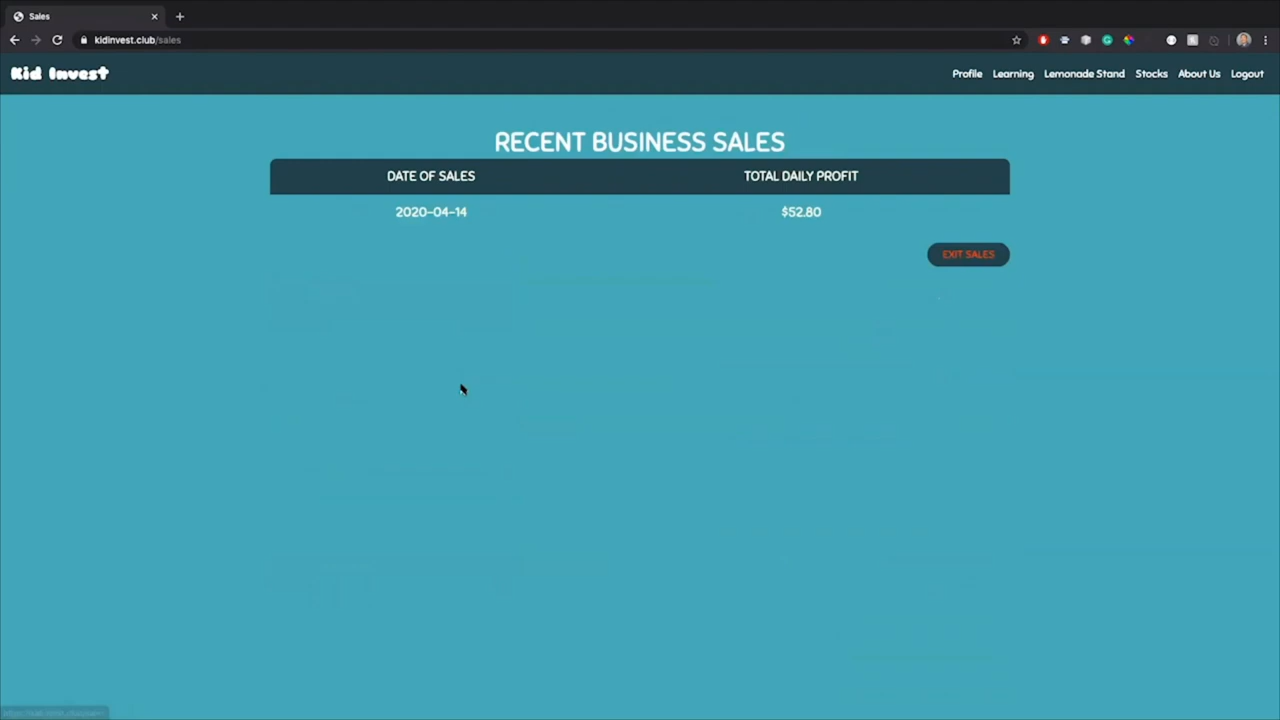 Sales
kidinvest.club/sales
Kid Invest
Profile Learning Lemonade Stand Stocks About Us Logout
RECENT BUSINESS SALES
DATE OF SALES TOTAL DAILY PROFIT
2020-04-14 $52.80
EXIT SALES